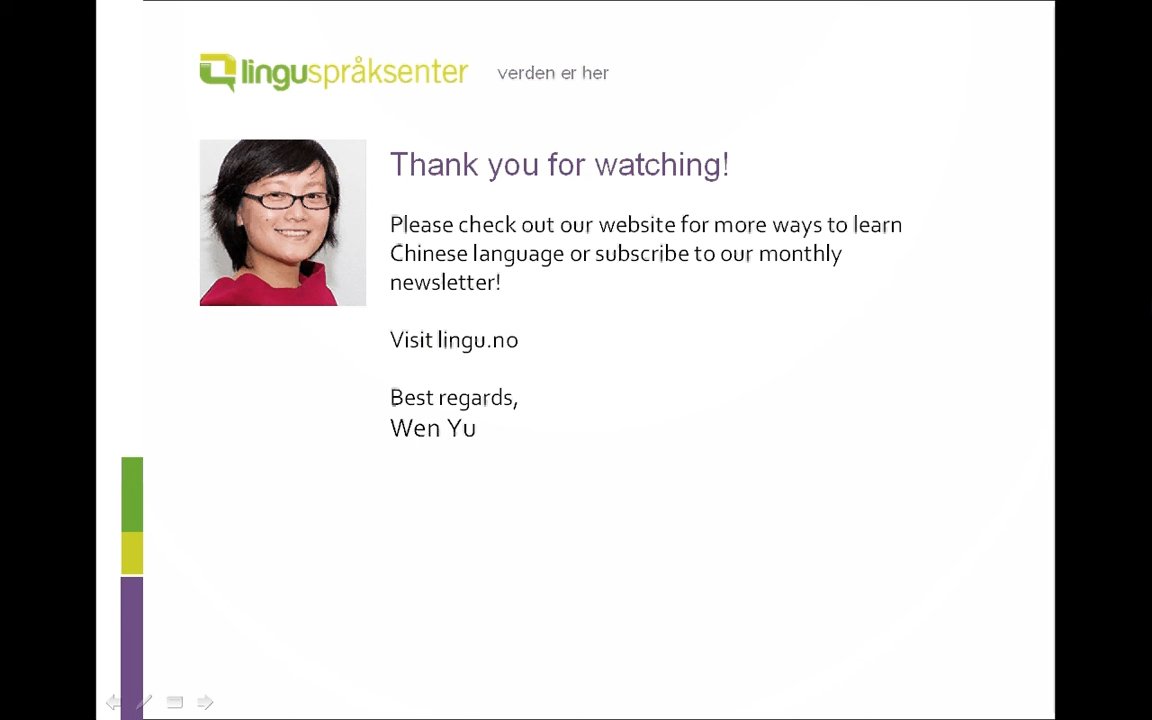 linguspråksenter verden er her
Thank you for watching!
Please check out our website for more ways to learn
Chinese language or subscribe to our monthly
newsletter!
Visit lingu.no
Best regards,
Wen Yu